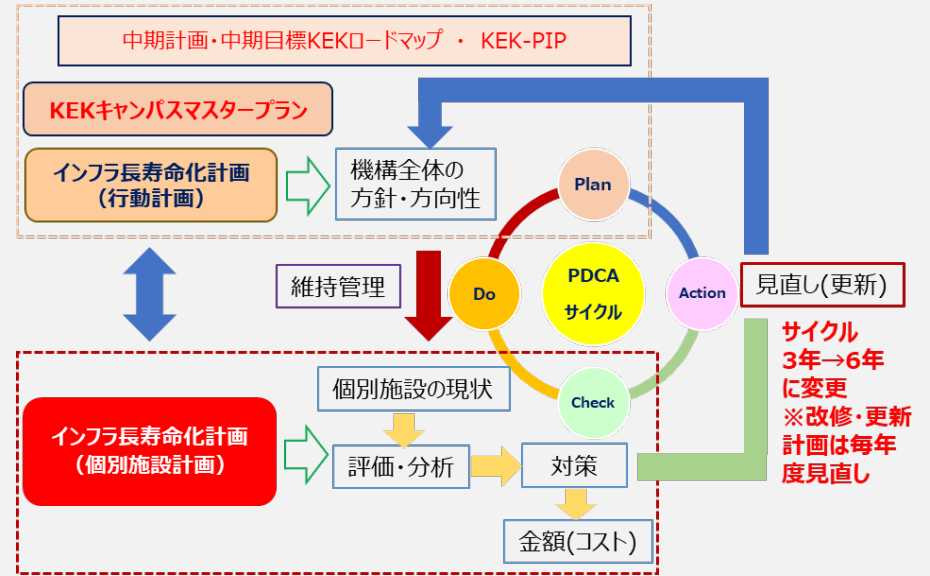 中期計画・中期目標KEKロードマップ ・ KEK-PIP
KEKキャンパスマスタープラン
インフラ長寿命化計画
(行動計画)
機構全体の
方針・方向性
Plan
維持管理
Do
PDCA
サイクル
Action
見直し(更新)
サイクル
3年→6年
に変更
※改修・更新
計画は毎年
度見直し
個別施設の現状
Check
インフラ長寿命化計画
(個別施設計画)
評価・分析
対策
金額(コスト)